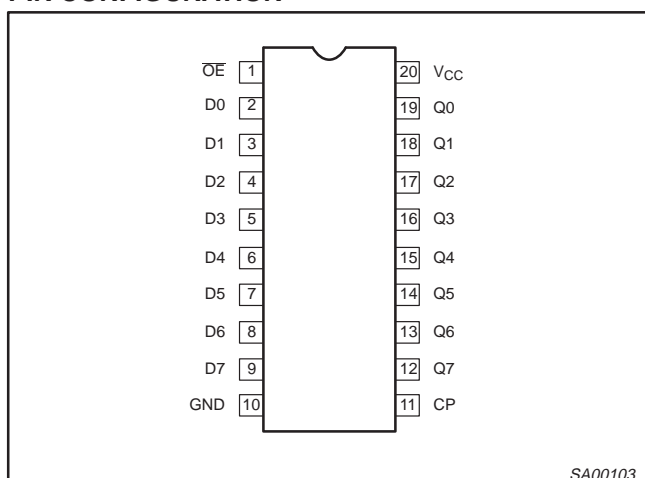 OE 1 20 VCC
D0 2 19 Q0
D1 3 18 Q1
D2 4 17 Q2
D3 5 16 Q3
D4 6 15 Q4
D5 7 14 Q5
D6 8 13 Q6
D7 9 12 Q7
GND 10 11 CP
SA00103